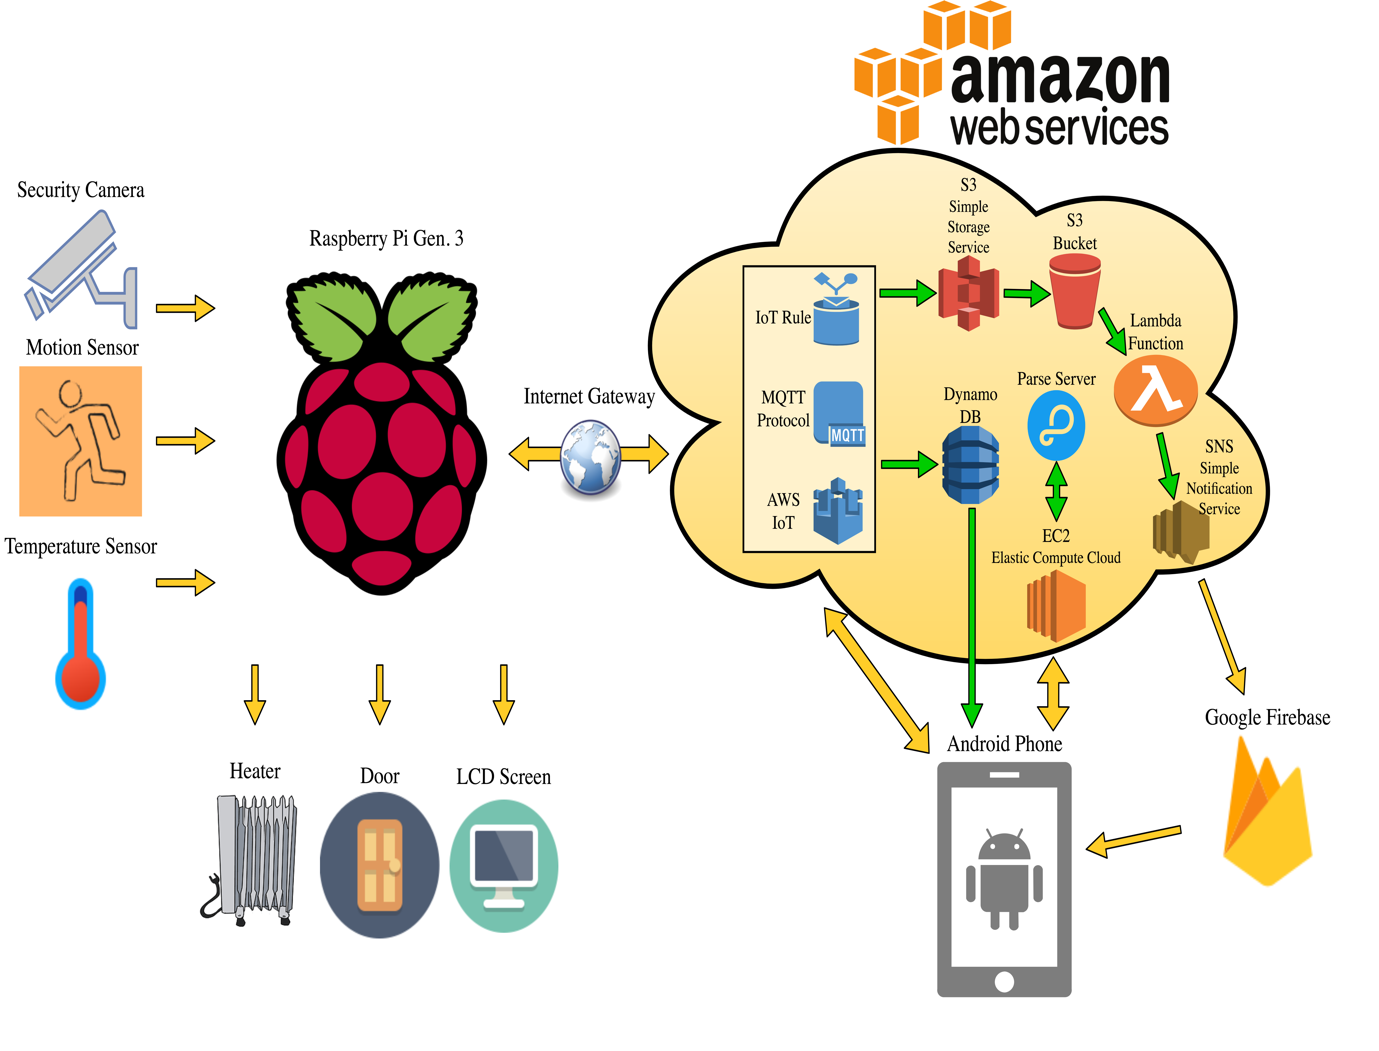 amazon
web services
Security Camera
Motion Sensor
Temperature Sensor
Raspberry Pi Gen. 3
Heater
Door
LCD Screen
Internet Gateway
IoT Rule
MQTT
Protocol
MQTT
AWS
IoT
S3
Simple
Storage
Service
S3
Bucket
Lambda
Function
Dynamo
DB
Parse Server
EC2
Elastic Compute Cloud
SNS
Simple
Notification
Service
Google Firebase
Android Phone